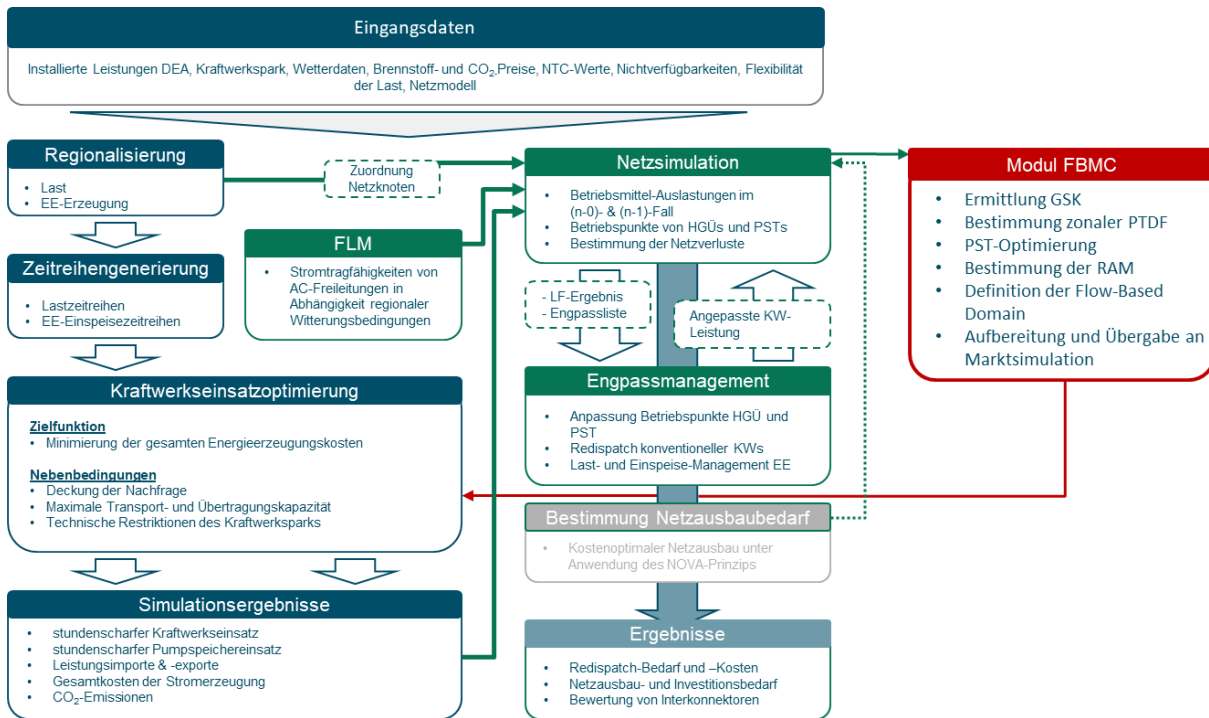 Eingangsdaten
Installierte Leistungen DEA, Kraftwerkspark, Wetterdaten, Brennstoff- und CO₂-Preise, NTC-Werte, Nichtverfügbarkeiten, Flexibilität
der Last, Netzmodell
Regionalisierung
• Last
• EE-Erzeugung
Zeitreihengenerierung
• Lastzeitreihen
• EE-Einspeisezeitreihen
Kraftwerkseinsatzoptimierung
Zielfunktion
• Minimierung der gesamten Energieerzeugungskosten
Nebenbedingungen
• Deckung der Nachfrage
• Maximale Transport- und Übertragungskapazität
• Technische Restriktionen des Kraftwerksparks
Simulationsergebnisse
• stundenscharfer Kraftwerkseinsatz
• stundenscharfer Pumpspeichereinsatz
• Leistungsimporte & -exporte
• Gesamtkosten der Stromerzeugung
• CO₂-Emissionen
Zuordnung
Netzknoten
FLM
• Stromtragfähigkeiten von
AC-Freileitungen in
Abhängigkeit regionaler
Witterungsbedingungen
Netzsimulation
• Betriebsmittel-Auslastungen im
(n-0)- & (n-1)-Fall
• Betriebspunkte von HGÜs und PSTs
• Bestimmung der Netzverluste
- LF-Ergebnis
- Engpassliste
Angepasste KW-
Leistung
Engpassmanagement
• Anpassung Betriebspunkte HGÜ und
PST
• Redispatch konventioneller KWs
• Last- und Einspeise-Management EE
Bestimmung Netzausbaubedarf
• Kostenoptimaler Netzausbau unter
Anwendung des NOVA-Prinzips
Ergebnisse
• Redispatch-Bedarf und –Kosten
• Netzausbau- und Investitionsbedarf
• Bewertung von Interkonnektoren
Modul FBMC
• Ermittlung GSK
• Bestimmung zonaler PTDF
• PST-Optimierung
• Bestimmung der RAM
• Definition der Flow-Based
Domain
• Aufbereitung und Übergabe an
Marktsimulation